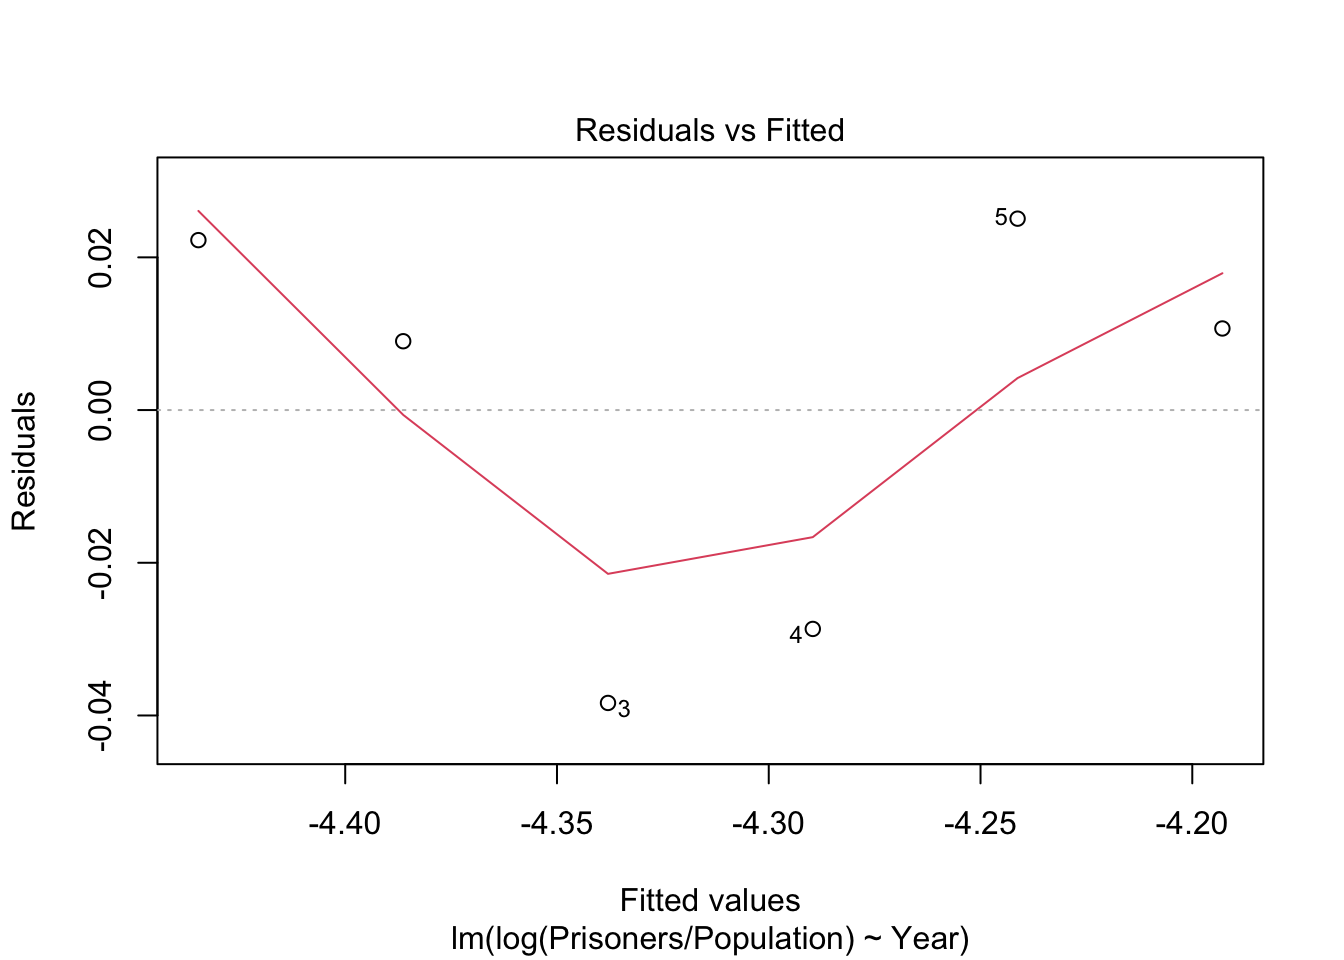 Residuals vs Fitted
Residuals
0.02
0.00
-0.02
-0.04
5
4
3
-4.40 -4.35 -4.30 -4.25 -4.20
Fitted values
lm(log(Prisoners/Population) ~ Year)